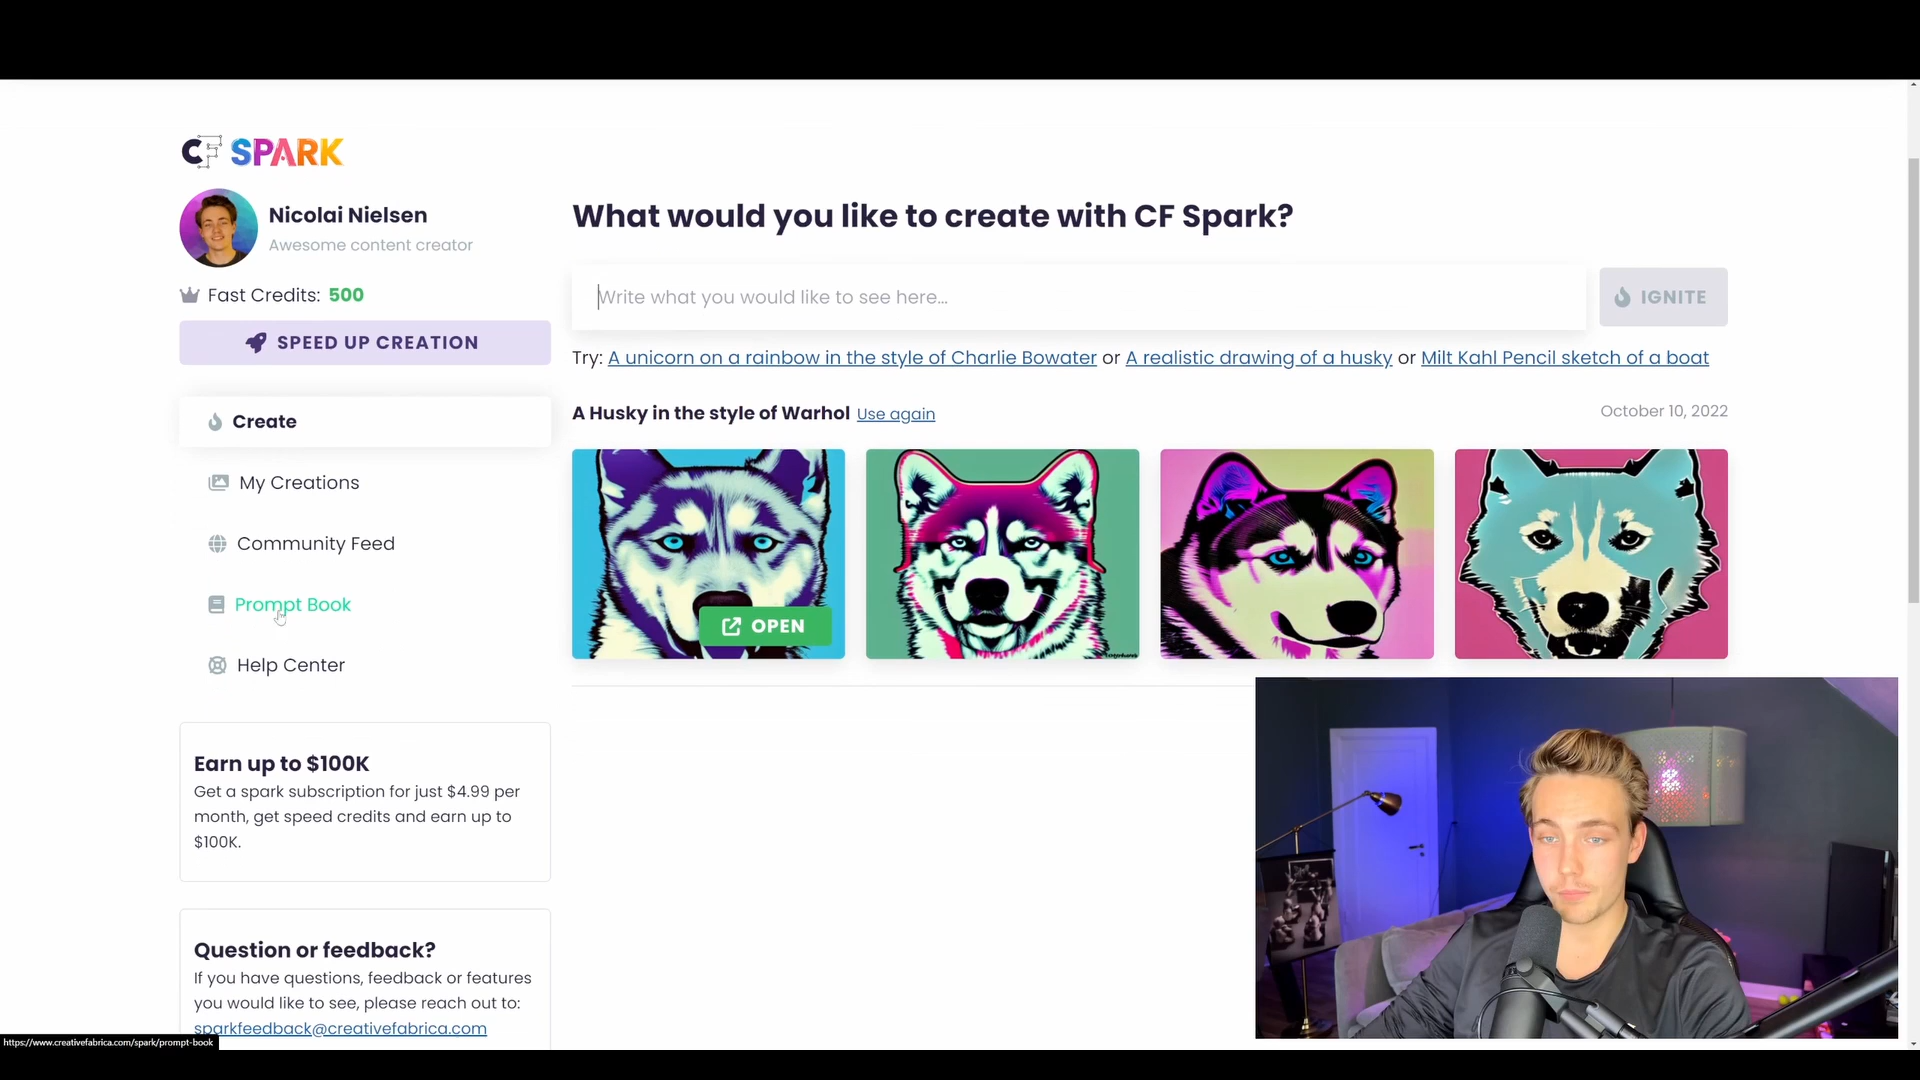 CF SPARK
Nicolai Nielsen
Awesome content creator
Fast Credits: 500
SPEED UP CREATION
Create
My Creations
Community Feed
Prompt Book
Help Center
Earn up to $100K
Get a spark subscription for just $4.99 per
month, get speed credits and earn up to
$100K.
Question or feedback?
If you have questions, feedback or features
you would like to see, please reach out to:
sparkfeedback@creativefabrica.com
https://www.creativefabrica.com/spark/prompt-book
What would you like to create with CF Spark?
Write what you would like to see here...
IGNITE
Try: A unicorn on a rainbow in the style of Charlie Bowater or A realistic drawing of a husky or Milt Kahl Pencil sketch of a boat
A Husky in the style of Warhol Use again
October 10, 2022
OPEN